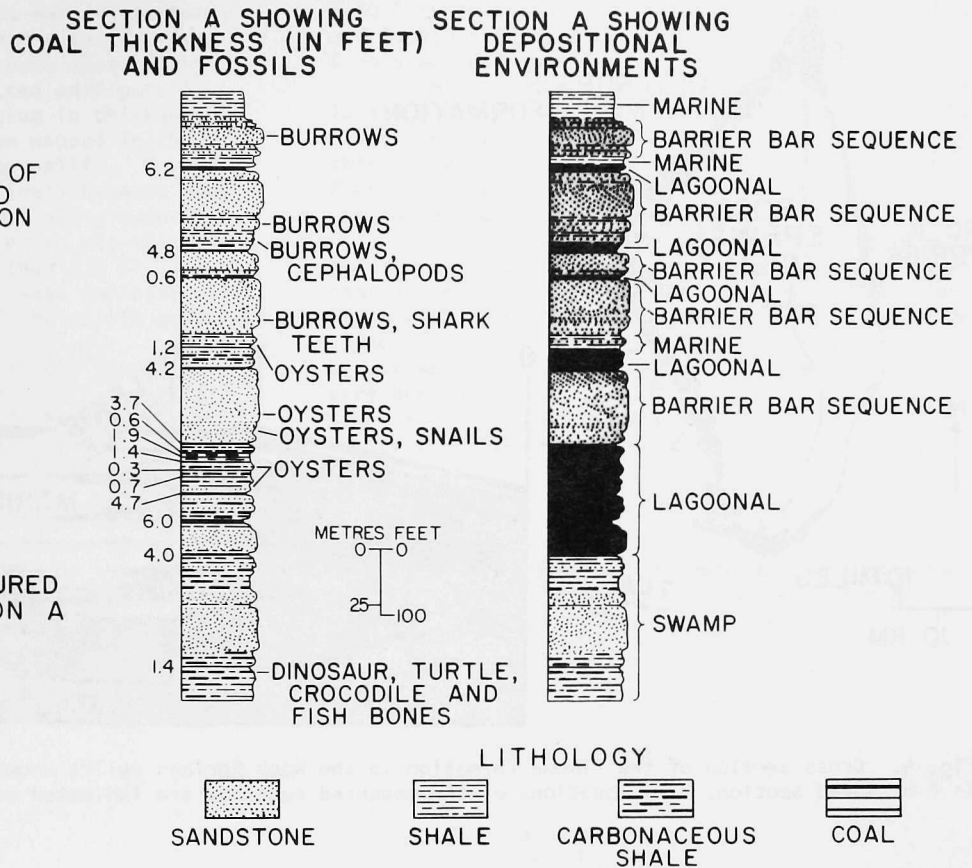 SECTION A SHOWING
COAL THICKNESS (IN FEET)
AND FOSSILS
BURROWS
6.2
BURROWS
BURROWS,
CEPHALOPODS
4.8
0.6
BURROWS, SHARK
TEETH
1.2
OYSTERS
4.2
OYSTERS
OYSTERS, SNAILS
3.7
0.6
1.9
1.4
0.3
0.7
4.7
OYSTERS
6.0
4.0
1.4
DINOSAUR, TURTLE,
CROCODILE AND
FISH BONES
METRES FEET
0 0
25
100
SECTION A SHOWING
DEPOSITIONAL
ENVIRONMENTS
MARINE
BARRIER BAR SEQUENCE
MARINE
LAGOONAL
BARRIER BAR SEQUENCE
LAGOONAL
BARRIER BAR SEQUENCE
LAGOONAL
BARRIER BAR SEQUENCE
MARINE
LAGOONAL
BARRIER BAR SEQUENCE
LAGOONAL
SWAMP
OF
ON
URED
ON A
LITHOLOGY
SANDSTONE
SHALE
CARBONACEOUS
SHALE
COAL